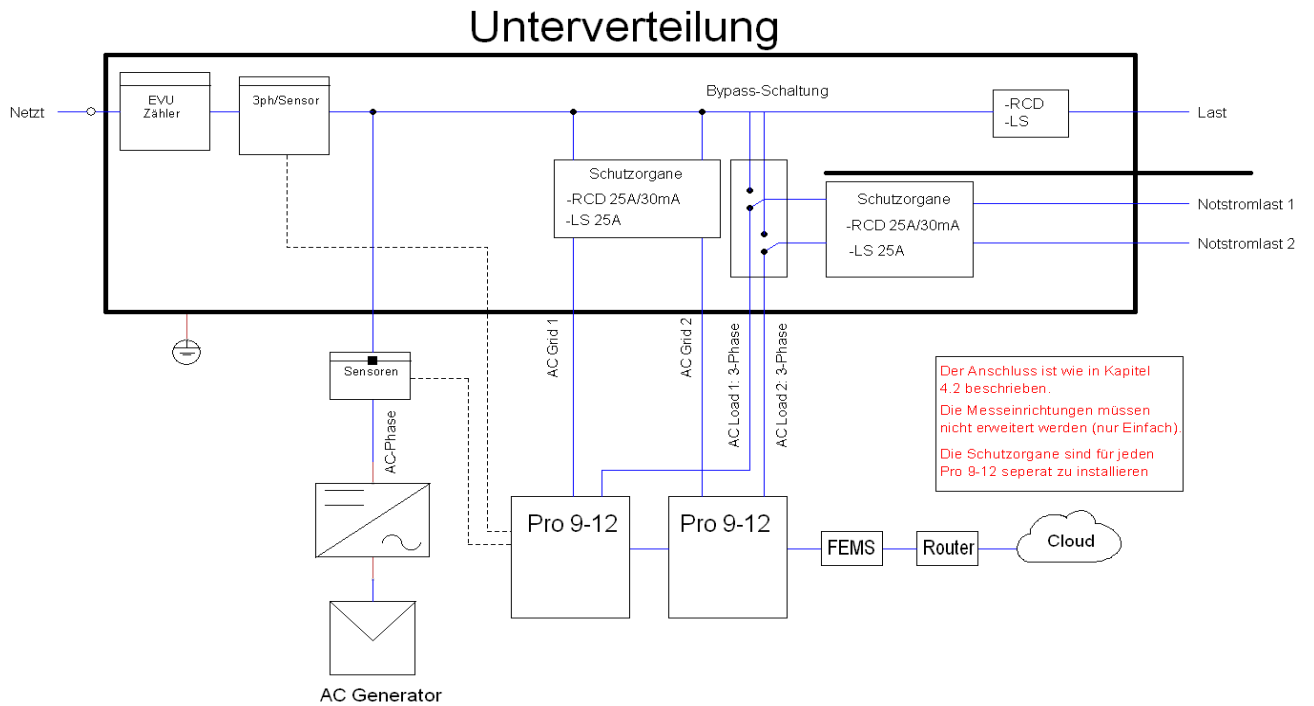 Unterverteilung
Netzt
EVU
Zähler
3ph/Sensor
Bypass-Schaltung
-RCD
-LS
Last
Schutzorgane
-RCD 25A/30mA
-LS 25A
Schutzorgane
-RCD 25A/30mA
-LS 25A
Notstromlast 1
Notstromlast 2
AC Grid 1
AC Grid 2
AC Load 1: 3-Phase
AC Load 2: 3-Phase
Sensoren
AC-Phase
Der Anschluss ist wie in Kapitel
4.2 beschrieben.
Die Messeinrichtungen müssen
nicht erweitert werden (nur Einfach).
Die Schutzorgane sind für jeden
Pro 9-12 seperat zu installieren
Pro 9-12
Pro 9-12
FEMS
Router
Cloud
AC Generator